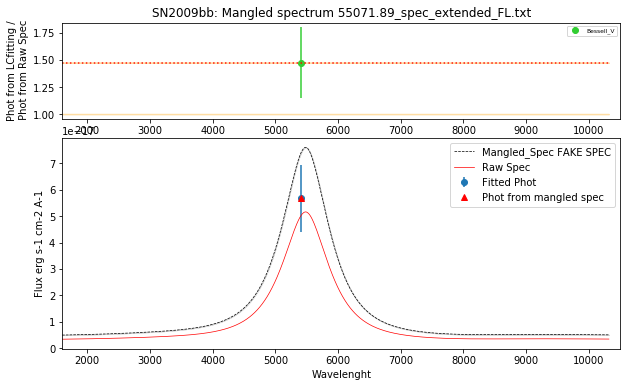 SN2009bb: Mangled spectrum 55071.89_spec_extended_FL.txt
Phot from LCfitting /
Phot from Raw Spec
1.75
1.50
1.25
1.00
Bessell_V
2000 3000 4000 5000 6000 7000 8000 9000 10000
1e−17
Flux erg s-1 cm-2 A-1
7
6
5
4
3
2
1
0
Mangled_Spec FAKE SPEC
Raw Spec
Fitted Phot
Phot from mangled spec
2000 3000 4000 5000 6000 7000 8000 9000 10000
Wavelenght